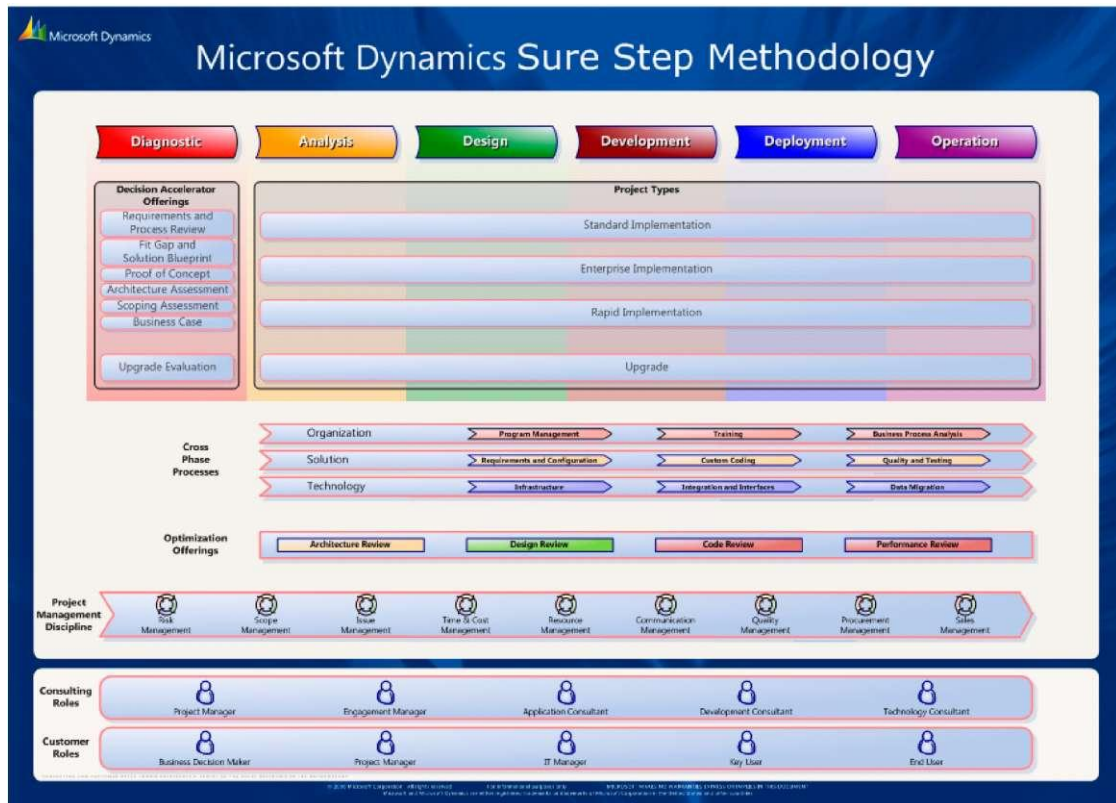 Microsoft Dynamics
Microsoft Dynamics Sure Step Methodology
Diagnostic
Analysis
Design
Development
Deployment
Operation
Decision Accelerator
Offerings
Requirements and
Process Review
Fit Gap and
Solution Blueprint
Proof of Concept
Architecture Assessment
Scoping Assessment
Business Case
Upgrade Evaluation
Project Types
Standard Implementation
Enterprise Implementation
Rapid Implementation
Upgrade
Cross
Phase
Processes
Organization
Program Management
Training
Business Process Analysis
Solution
Requirements and Configuration
Custom Coding
Quality and Testing
Technology
Infrastructure
Integration and Interfaces
Data Migration
Optimization
Offerings
Architecture Review
Design Review
Code Review
Performance Review
Project
Management
Discipline
Risk
Management
Scope
Management
Issue
Management
Time & Cost
Management
Resource
Management
Communication
Management
Quality
Management
Procurement
Management
Sales
Management
Consulting
Roles
Project Manager
Engagement Manager
Application Consultant
Development Consultant
Technology Consultant
Customer
Roles
Business Decision Maker
Project Manager
IT Manager
Key User
End User